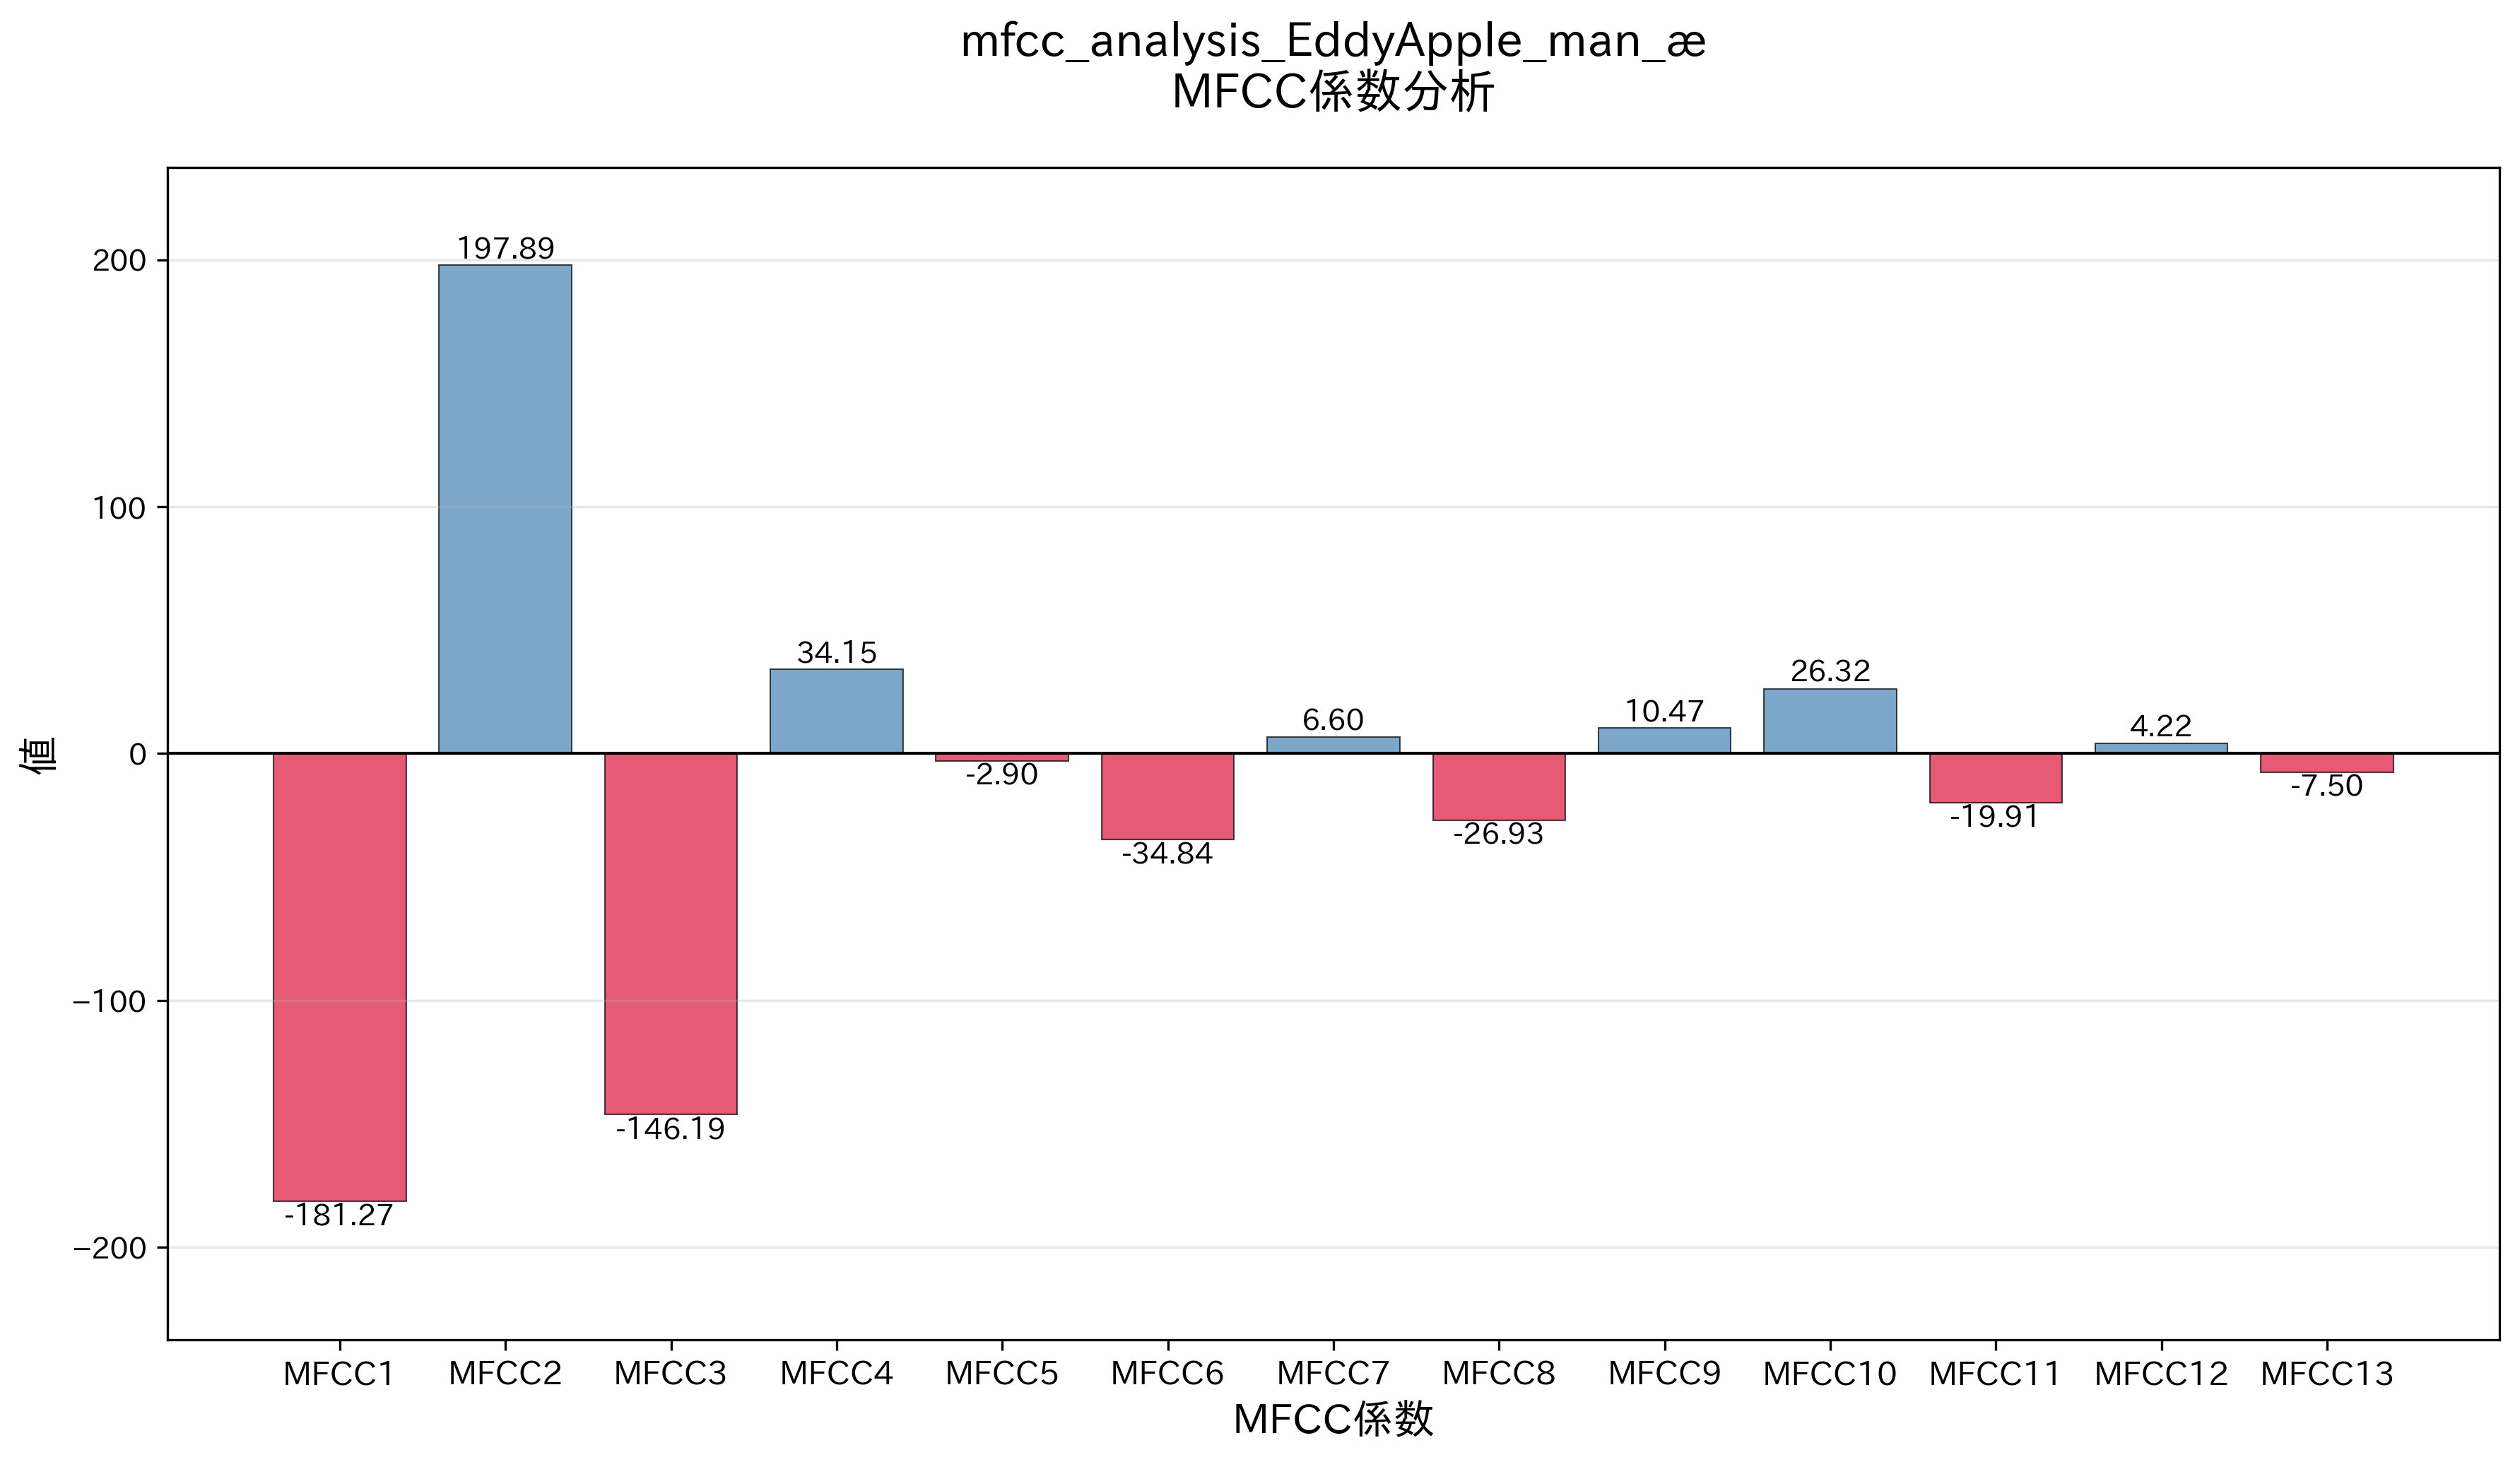 mfcc_analysis_EddyApple_man_æ
MFCC係数分析
値
200
100
0
−100
−200
197.89
34.15
6.60
10.47
26.32
4.22
-181.27
-146.19
-2.90
-34.84
-26.93
-19.91
-7.50
MFCC1
MFCC2
MFCC3
MFCC4
MFCC5
MFCC6
MFCC7
MFCC8
MFCC9
MFCC10
MFCC11
MFCC12
MFCC13
MFCC係数